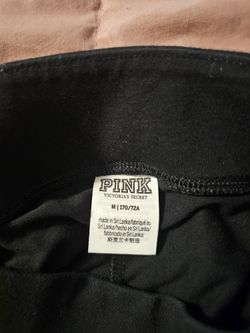 PINK
VICTORIA'S SECRET
M | 170/72A
made in Sri Lanka/fabriqué au
Sri Lanka/hecho en Sri Lanka/
fabricado en Sri Lanka/
斯里兰卡制造